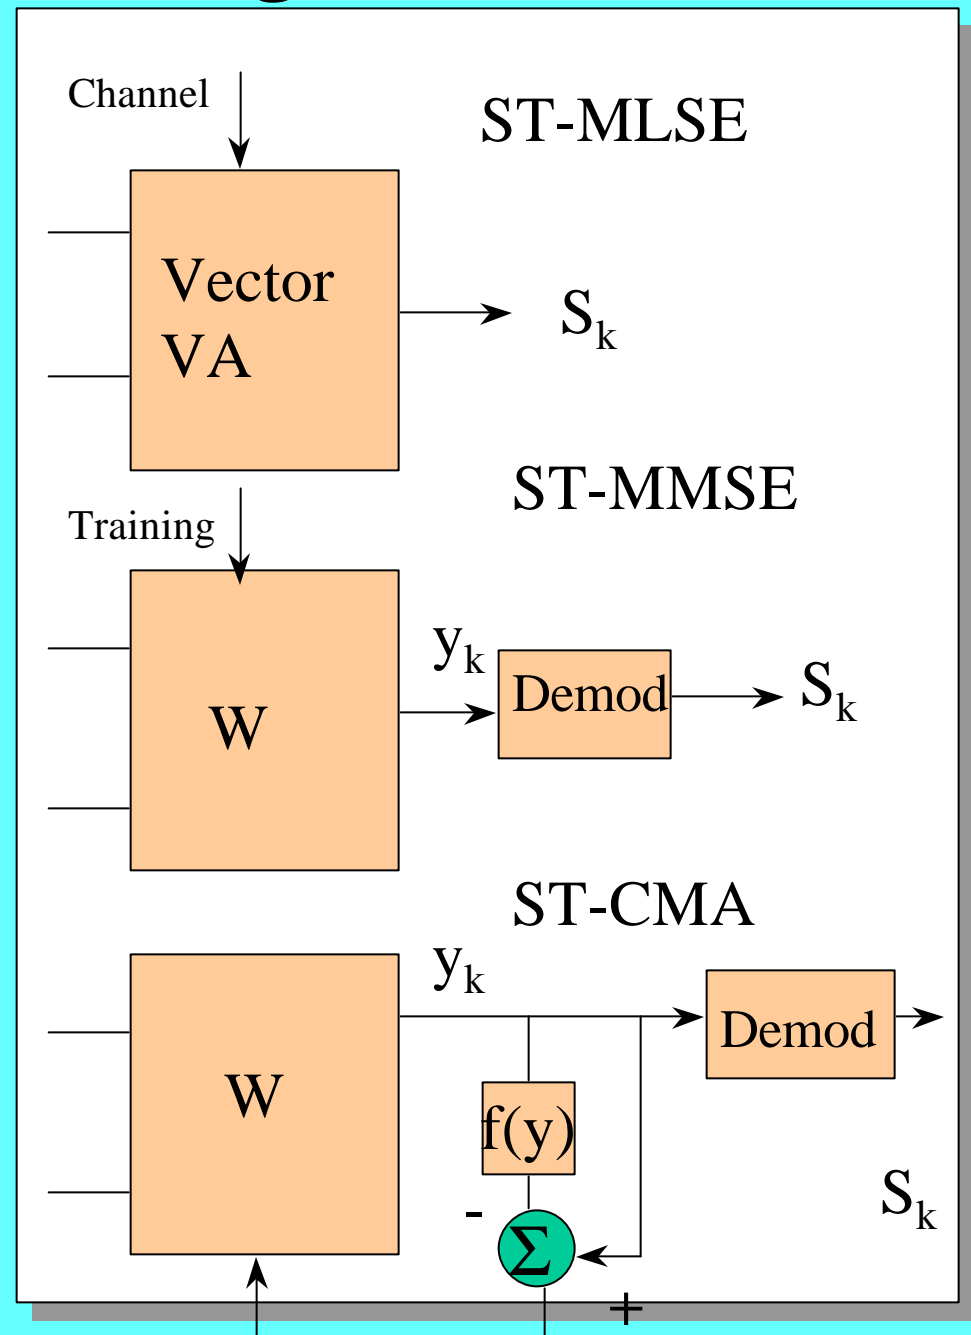 Channel
ST-MLSE
Vector
VA
Sk
ST-MMSE
Training
W
yk
Demod
Sk
ST-CMA
yk
W
Demod
f(y)
Sk
-
Σ
+